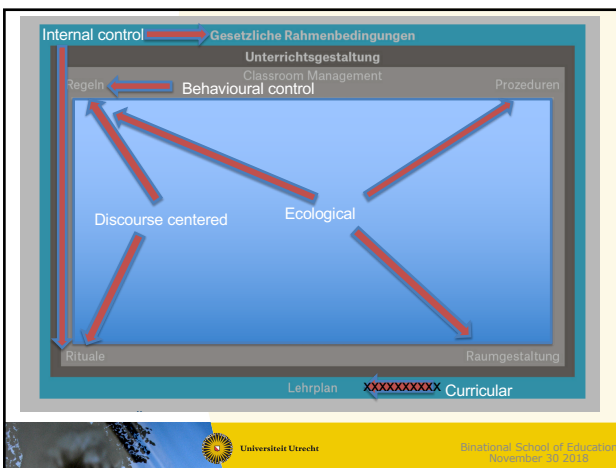 Internal control Gesetzliche Rahmenbedingungen
Unterrichtsgestaltung
Classroom Management
Regeln Behavioural control Prozeduren
Discourse centered Ecological
Rituale Raumgestaltung
Lehrplan xxxxxxxxxx Curricular
Universiteit Utrecht
Binational School of Education
November 30 2018